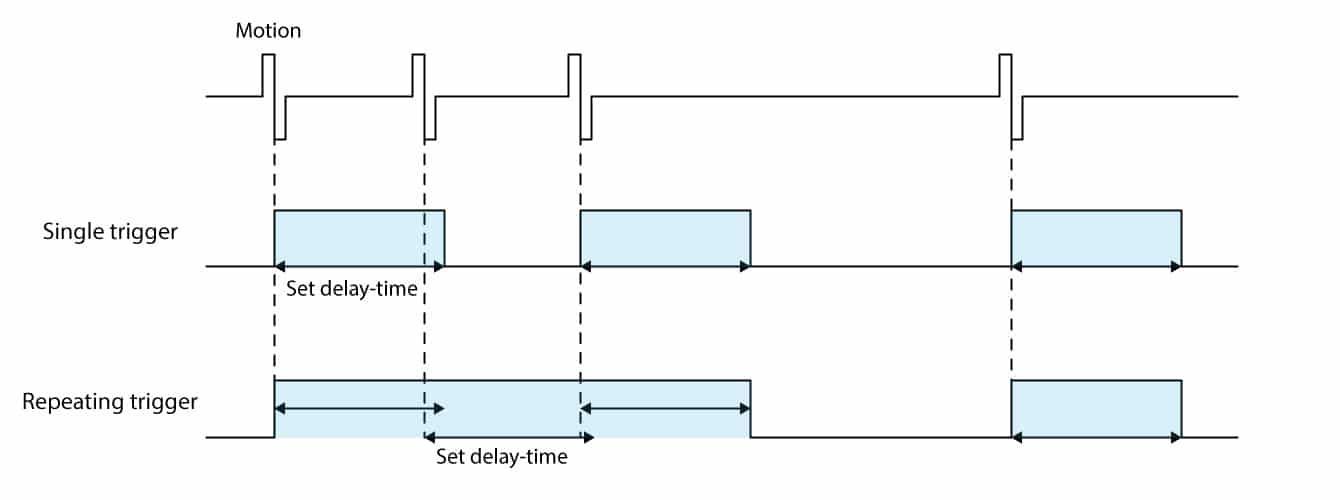 Motion
Single trigger
Set delay-time
Repeating trigger
Set delay-time